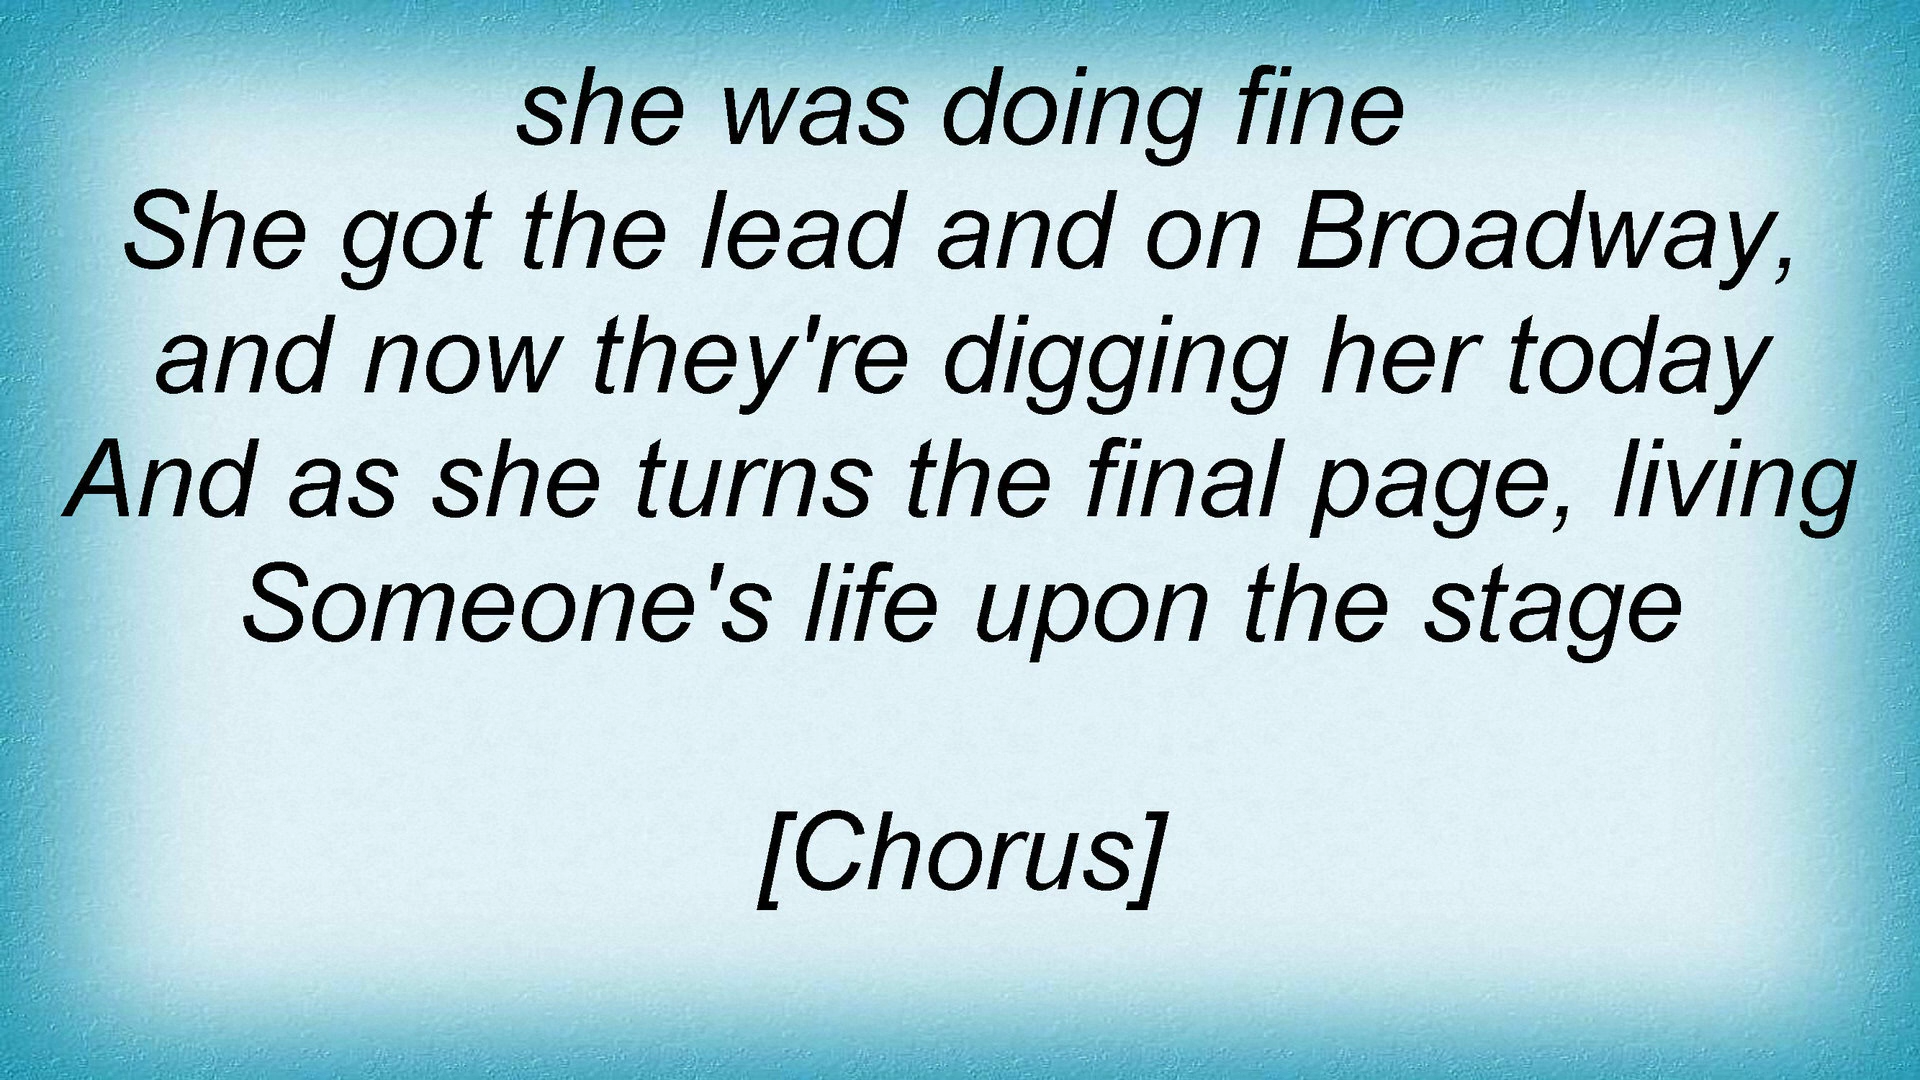 she was doing fine
She got the lead and on Broadway,
and now they're digging her today
And as she turns the final page, living
Someone's life upon the stage
[Chorus]